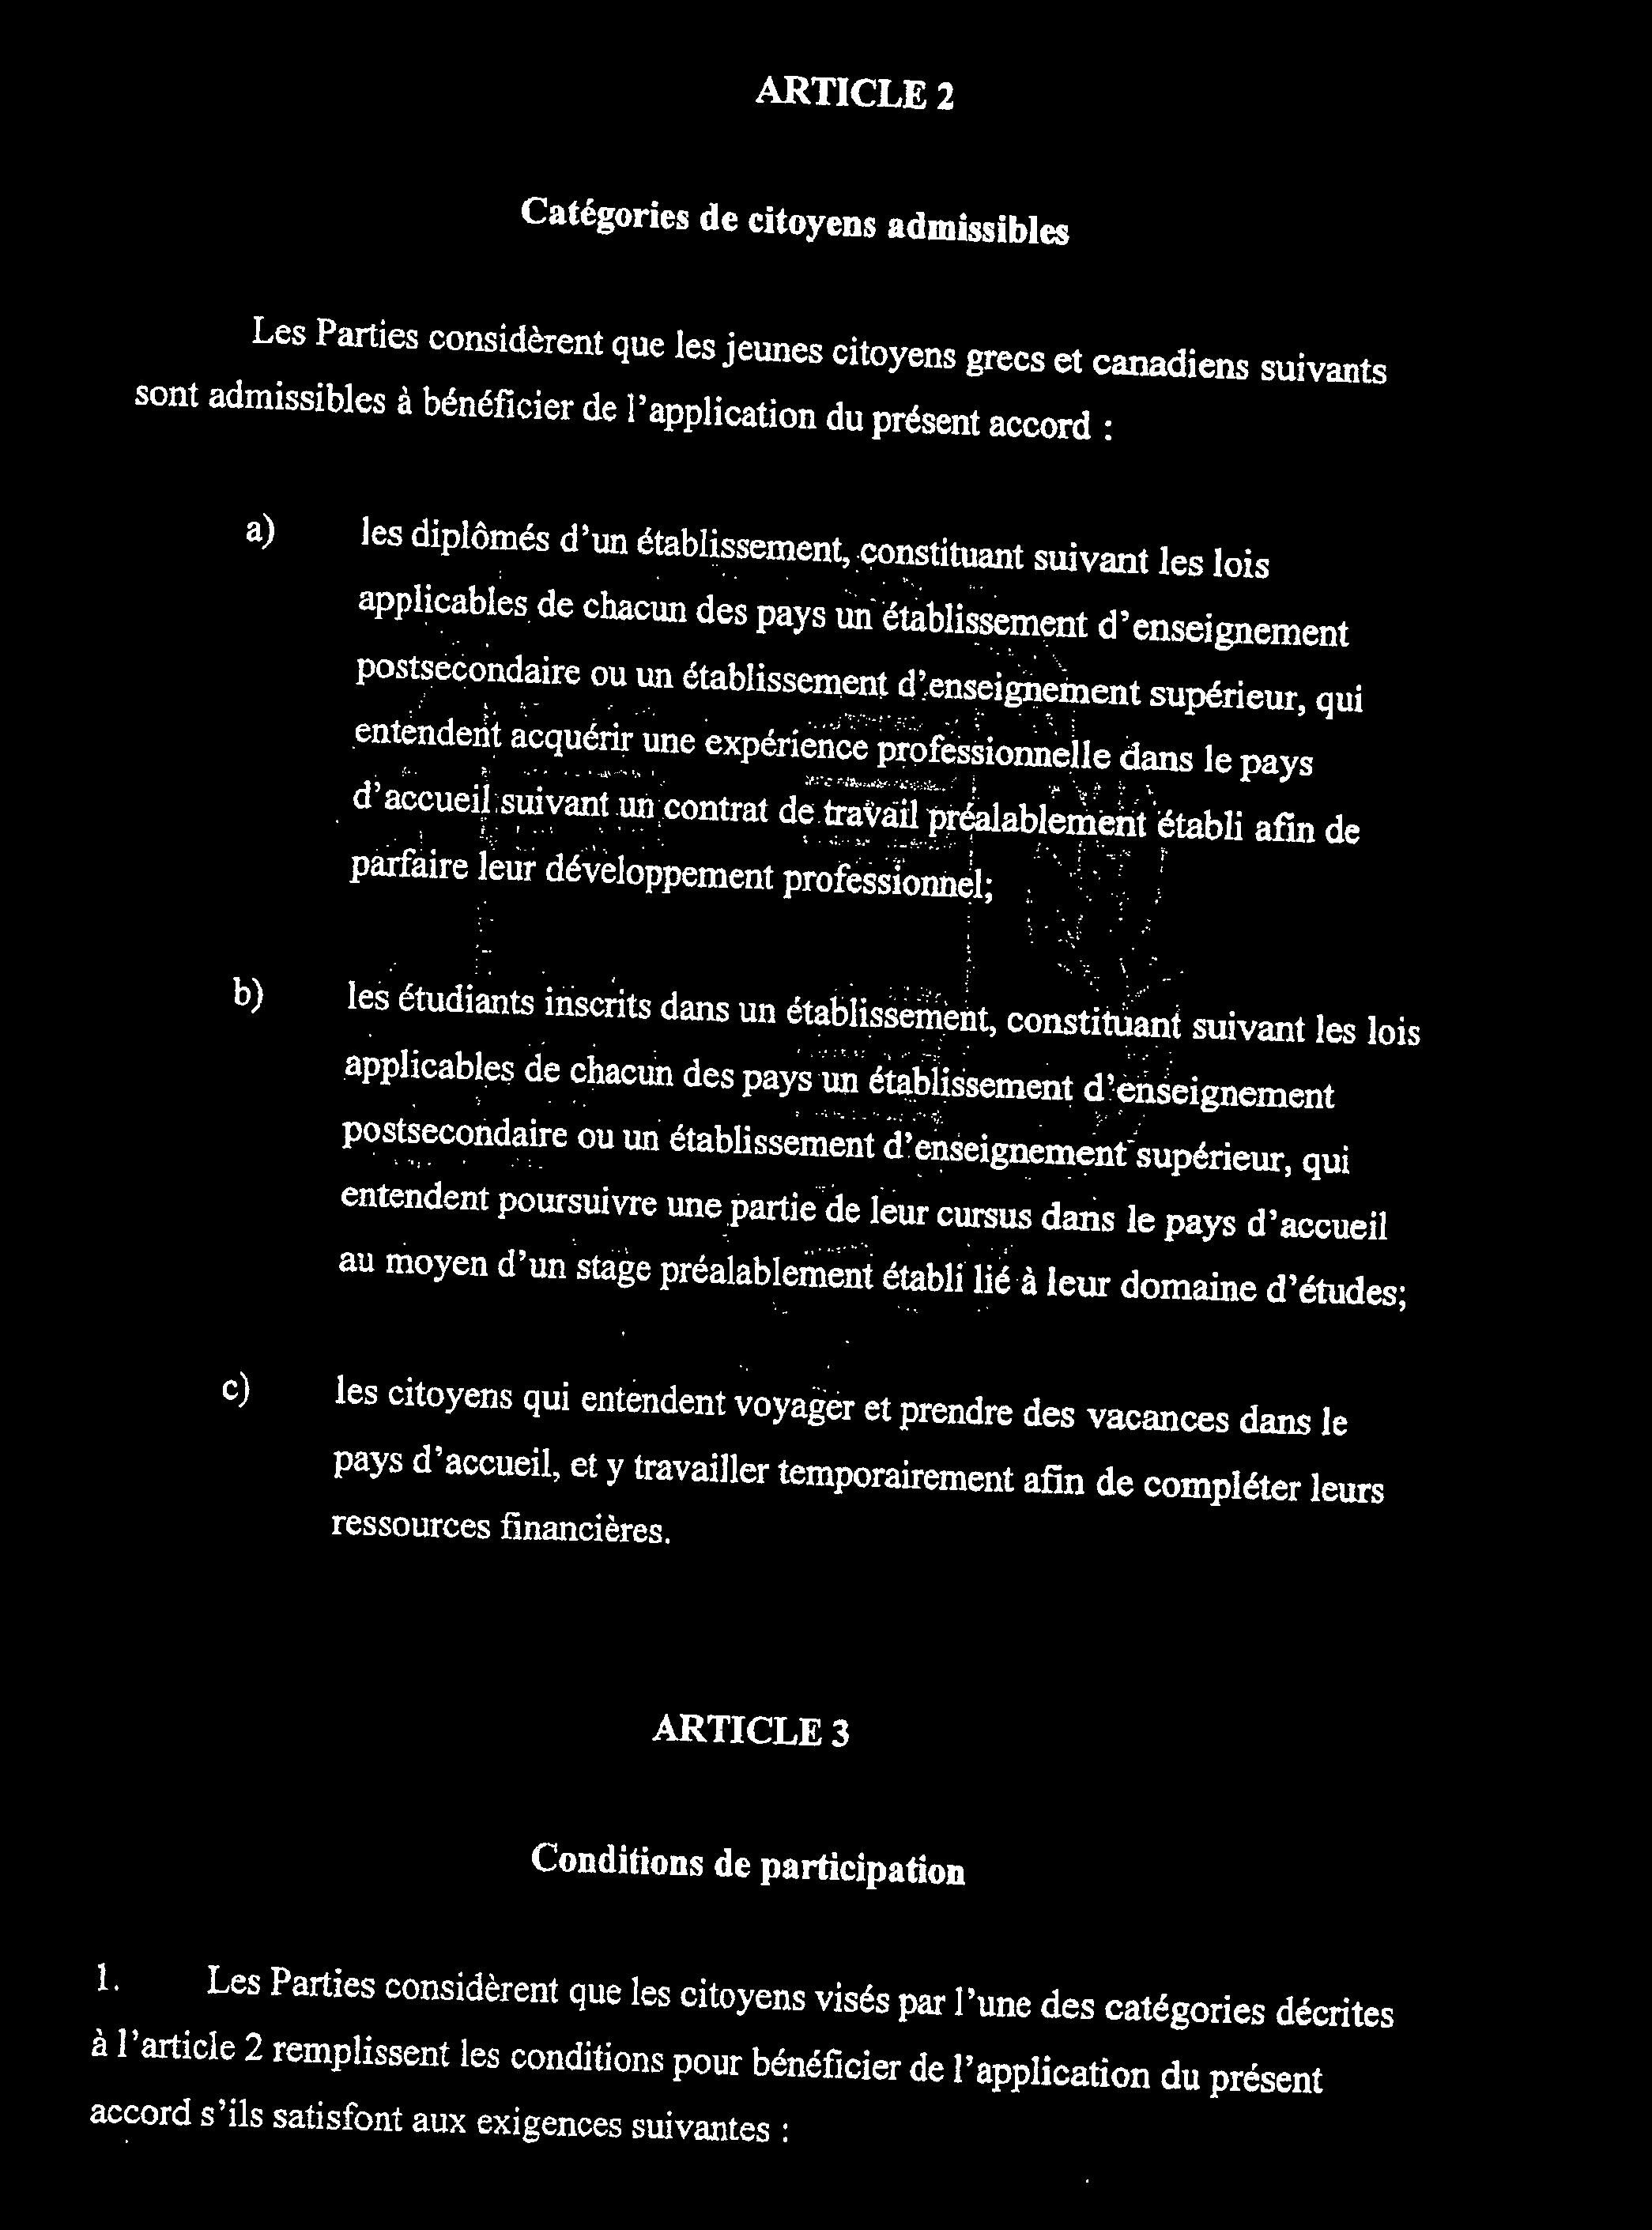 ARTICLE 2
Catégories de citoyens admissibles
Les Parties considèrent que les jeunes citoyens grecs et canadiens suivants
sont admissibles à bénéficier de l'application du présent accord :
a) les diplômés d'un établissement, constituant suivant les lois
applicables de chacun des pays un établissement d'enseignement
postsecondaire ou un établissement d'enseignement supérieur, qui
entendent acquérir une expérience professionnelle dans le pays
d'accueil suivant un contrat de travail préalablement établi afin de
parfaire leur développement professionnel;
b) les étudiants inscrits dans un établissement, constituant suivant les lois
applicables de chacun des pays un établissement d'enseignement
postsecondaire ou un établissement d'enseignement supérieur, qui
entendent poursuivre une partie de leur cursus dans le pays d'accueil
au moyen d'un stage préalablement établi lié à leur domaine d'études;
c) les citoyens qui entendent voyager et prendre des vacances dans le
pays d'accueil, et y travailler temporairement afin de compléter leurs
ressources financières.
ARTICLE 3
Conditions de participation
1. Les Parties considèrent que les citoyens visés par l'une des catégories décrites
à l'article 2 remplissent les conditions pour bénéficier de l'application du présent
accord s'ils satisfont aux exigences suivantes :